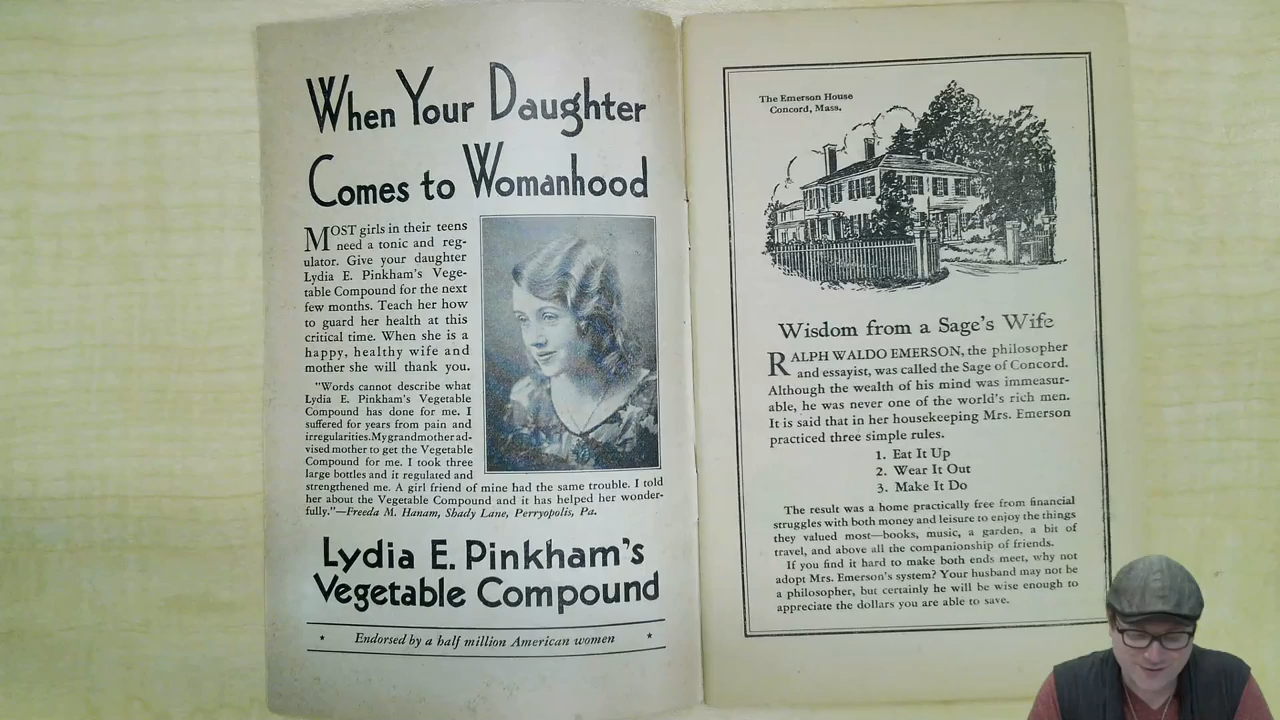 When Your Daughter
Comes to Womanhood
MOST girls in their teens
need a tonic and reg-
ulator. Give your daughter
Lydia E. Pinkham's Vege-
table Compound for the next
few months. Teach her how
to guard her health at this
critical time. When she is a
happy, healthy wife and
mother she will thank you.
"Words cannot describe what
Lydia E. Pinkham's Vegetable
Compound has done for me. I
suffered for years from pain and
irregularities. My grandmother ad-
vised mother to get the Vegetable
Compound for me. I took three
large bottles and it regulated and
strengthened me. A girl friend of mine had the same trouble. I told
her about the Vegetable Compound and it has helped her wonder-
fully."—Freeda M. Hanam, Shady Lane, Perryopolis, Pa.
Lydia E. Pinkham's
Vegetable Compound
Endorsed by a half million American women
The Emerson House
Concord, Mass.
Wisdom from a Sage's Wife
RALPH WALDO EMERSON, the philosopher
and essayist, was called the Sage of Concord.
Although the wealth of his mind was immeasur-
able, he was never one of the world's rich men.
It is said that in her housekeeping Mrs. Emerson
practiced three simple rules.
1. Eat It Up
2. Wear It Out
3. Make It Do
The result was a home practically free from financial
struggles with both money and leisure to enjoy the things
they valued most—books, music, a garden, a bit of
travel, and above all the companionship of friends.
If you find it hard to make both ends meet, why not
adopt Mrs. Emerson's system? Your husband may not be
a philosopher, but certainly he will be wise enough to
appreciate the dollars you are able to save.